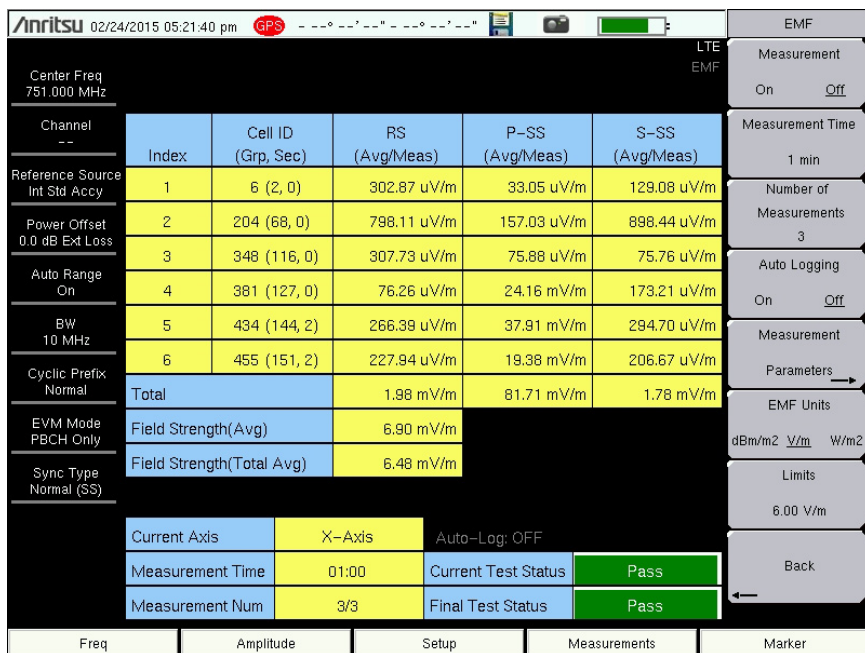 Anritsu 02/24/2015 05:21:40 pm GPS - --° --'--" - --° --'--"
LTE
EMF
Center Freq
751.000 MHz
Channel
--
Reference Source
Int Std Accy
Power Offset
0.0 dB Ext Loss
Auto Range
On
BW
10 MHz
Cyclic Prefix
Normal
EVM Mode
PBCH Only
Sync Type
Normal (SS)
Index Cell ID (Grp, Sec) RS (Avg/Meas) P-SS (Avg/Meas) S-SS (Avg/Meas)
1 6 (2, 0) 302.87 uV/m 33.05 uV/m 129.08 uV/m
2 204 (68, 0) 798.11 uV/m 157.03 uV/m 898.44 uV/m
3 348 (116, 0) 307.73 uV/m 75.88 uV/m 75.76 uV/m
4 381 (127, 0) 76.26 uV/m 24.16 mV/m 173.21 uV/m
5 434 (144, 2) 266.39 uV/m 37.91 mV/m 294.70 uV/m
6 455 (151, 2) 227.94 uV/m 19.38 mV/m 206.67 uV/m
Total 1.98 mV/m 81.71 mV/m 1.78 mV/m
Field Strength(Avg) 6.90 mV/m
Field Strength(Total Avg) 6.48 mV/m
Current Axis X-Axis Auto-Log: OFF
Measurement Time 01:00 Current Test Status Pass
Measurement Num 3/3 Final Test Status Pass
EMF
Measurement
On Off
Measurement Time
1 min
Number of
Measurements
3
Auto Logging
On Off
Measurement
Parameters
EMF Units
dBm/m2 V/m W/m2
Limits
6.00 V/m
Back
Freq Amplitude Setup Measurements Marker